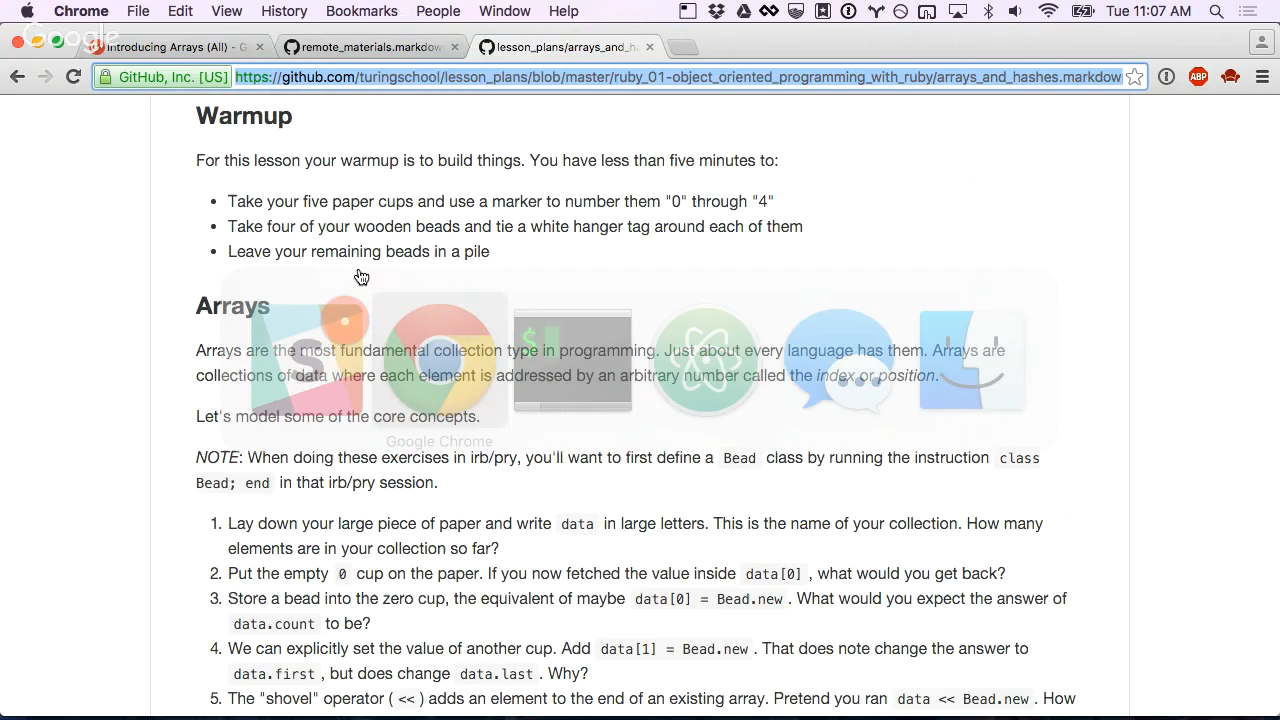 Chrome File Edit View History Bookmarks People Window Help Tue 11:07 AM
Google
Introducing Arrays (All) - G remote_materials.markdow lesson_plans/arrays_and_ha
GitHub, Inc. [US] https://github.com/turingschool/lesson_plans/blob/master/ruby_01-object_oriented_programming_with_ruby/arrays_and_hashes.markdow ABP
Warmup
For this lesson your warmup is to build things. You have less than five minutes to:
• Take your five paper cups and use a marker to number them "0" through "4"
• Take four of your wooden beads and tie a white hanger tag around each of them
• Leave your remaining beads in a pile
Arrays
Arrays are the most fundamental collection type in programming. Just about every language has them. Arrays are
collections of data where each element is addressed by an arbitrary number called the index or position.
Let's model some of the core concepts.
Google Chrome
NOTE: When doing these exercises in irb/pry, you'll want to first define a Bead class by running the instruction class
Bead; end in that irb/pry session.
1. Lay down your large piece of paper and write data in large letters. This is the name of your collection. How many
elements are in your collection so far?
2. Put the empty 0 cup on the paper. If you now fetched the value inside data[0] , what would you get back?
3. Store a bead into the zero cup, the equivalent of maybe data[0] = Bead.new . What would you expect the answer of
data.count to be?
4. We can explicitly set the value of another cup. Add data[1] = Bead.new . That does note change the answer to
data.first , but does change data.last . Why?
5. The "shovel" operator ( << ) adds an element to the end of an existing array. Pretend you ran data << Bead.new . How